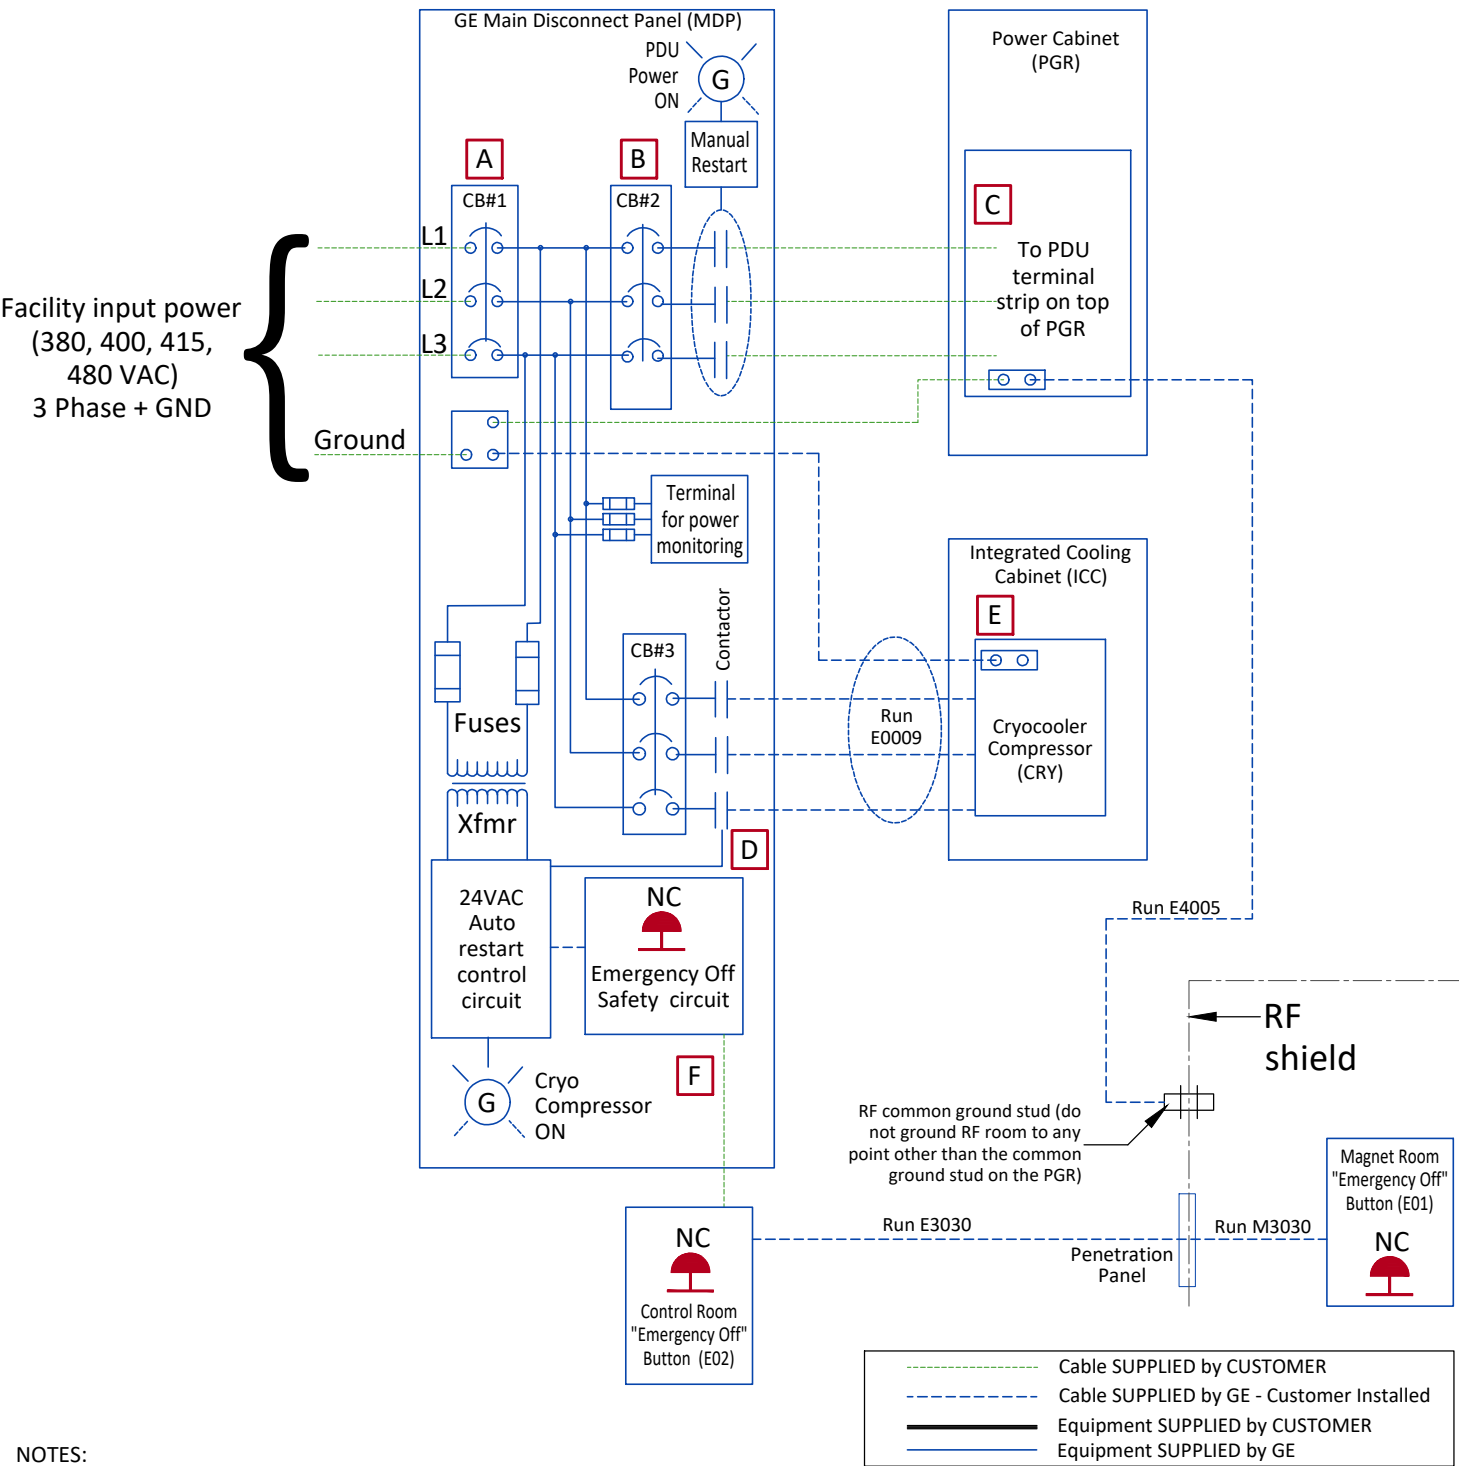 GE Main Disconnect Panel (MDP)
PDU
Power
ON
G
Manual
Restart
A
B
CB#1
CB#2
L1
L2
L3
Facility input power
(380, 400, 415,
480 VAC)
3 Phase + GND
Ground
Power Cabinet
(PGR)
C
To PDU
terminal
strip on top
of PGR
Terminal
for power
monitoring
Integrated Cooling
Cabinet (ICC)
E
Cryocooler
Compressor
(CRY)
Run
E0009
CB#3
Contactor
D
Fuses
Xfmr
24VAC
Auto
restart
control
circuit
NC
Emergency Off
Safety circuit
F
G
Cryo
Compressor
ON
Run E4005
RF
shield
RF common ground stud (do
not ground RF room to any
point other than the common
ground stud on the PGR)
Magnet Room
"Emergency Off"
Button (E01)
NC
Run E3030
Run M3030
Penetration
Panel
NC
Control Room
"Emergency Off"
Button (E02)
Cable SUPPLIED by CUSTOMER
Cable SUPPLIED by GE - Customer Installed
Equipment SUPPLIED by CUSTOMER
Equipment SUPPLIED by GE
NOTES: